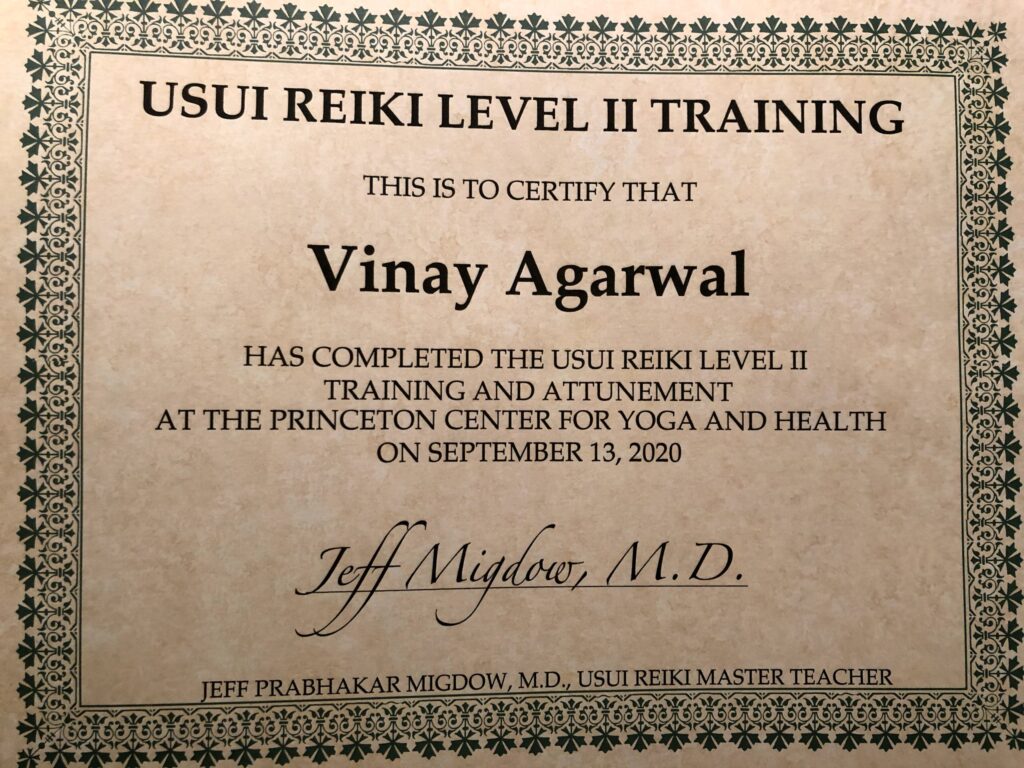 USUI REIKI LEVEL II TRAINING
THIS IS TO CERTIFY THAT
Vinay Agarwal
HAS COMPLETED THE USUI REIKI LEVEL II
TRAINING AND ATTUNEMENT
AT THE PRINCETON CENTER FOR YOGA AND HEALTH
ON SEPTEMBER 13, 2020
Jeff Migdow, M.D.
JEFF PRABHAKAR MIGDOW, M.D., USUI REIKI MASTER TEACHER